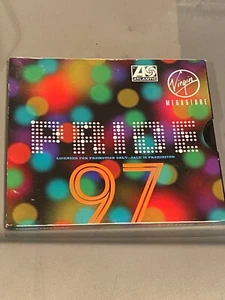 ATLANTIC
Virgin
MEGASTORE
PRIDE
LICENSED FOR PROMOTION ONLY - SALE IS PROHIBITED
97